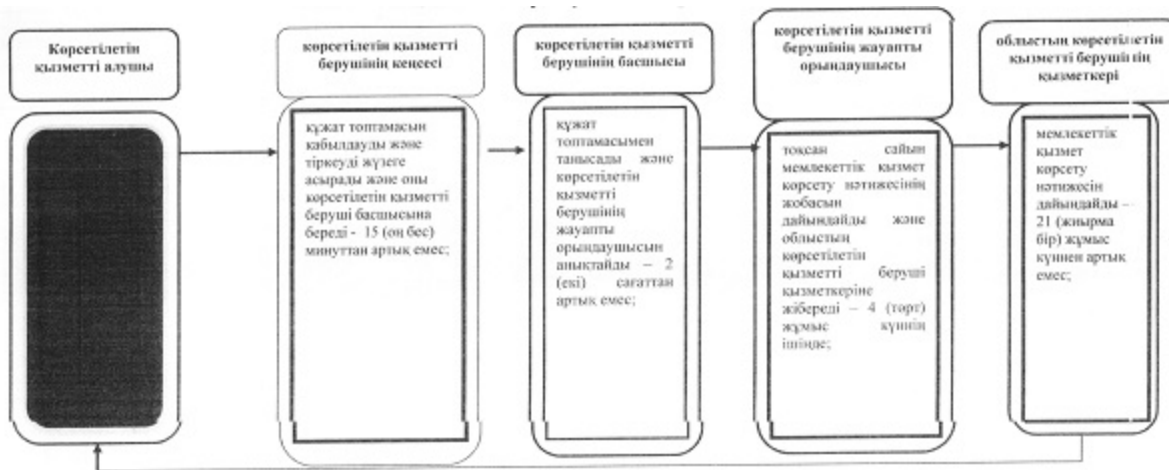 Көрсетілетін
қызметті алушы
көрсетілетін қызметті
берушінің кеңсесі
құжат топтамасын
қабылдауды және
тіркеуді жүзеге
асырады және оны
көрсетілетін қызметті
беруші басшысына
береді - 15 (он бес)
минуттан артық емес;
көрсетілетін қызметті
берушінің басшысы
құжат
топтамасымен
танысады және
көрсетілетін
қызметті
берушінің
жауапты
орындаушысын
анықтайды – 2
(екі) сағаттан
артық емес;
көрсетілетін қызметті
берушінің жауапты
орындаушысы
тоқсан сайын
мемлекеттік қызмет
көрсету нәтижесінің
жобасын
дайындайды және
облыстың
көрсетілетін
қызметті беруші
қызметкеріне
жібереді – 4 (төрт)
жұмыс күннің
ішінде;
облыстың көрсетілетін
қызметті берушінің
қызметкері
мемлекеттік
қызмет
көрсету
нәтижесін
дайындайды –
21 (жиырма
бір) жұмыс
күннен артық
емес;